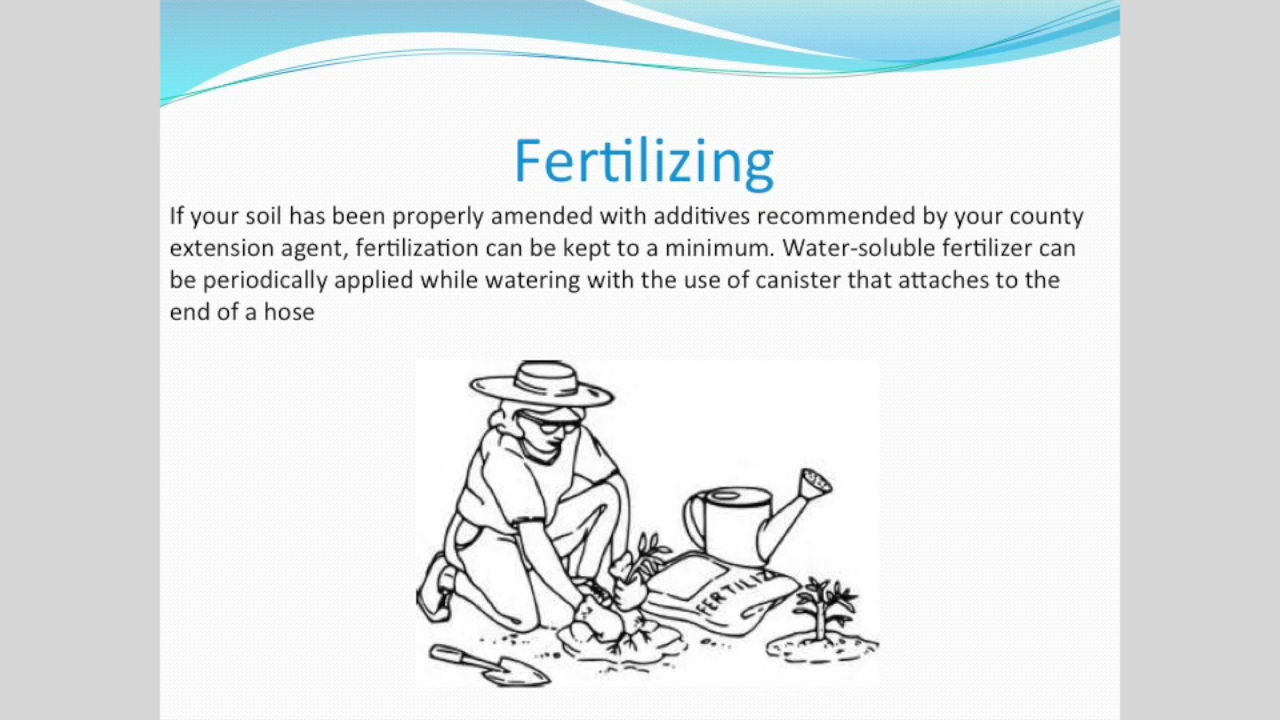 Fertilizing
If your soil has been properly amended with additives recommended by your county
extension agent, fertilization can be kept to a minimum. Water-soluble fertilizer can
be periodically applied while watering with the use of canister that attaches to the
end of a hose
FERTILIZ